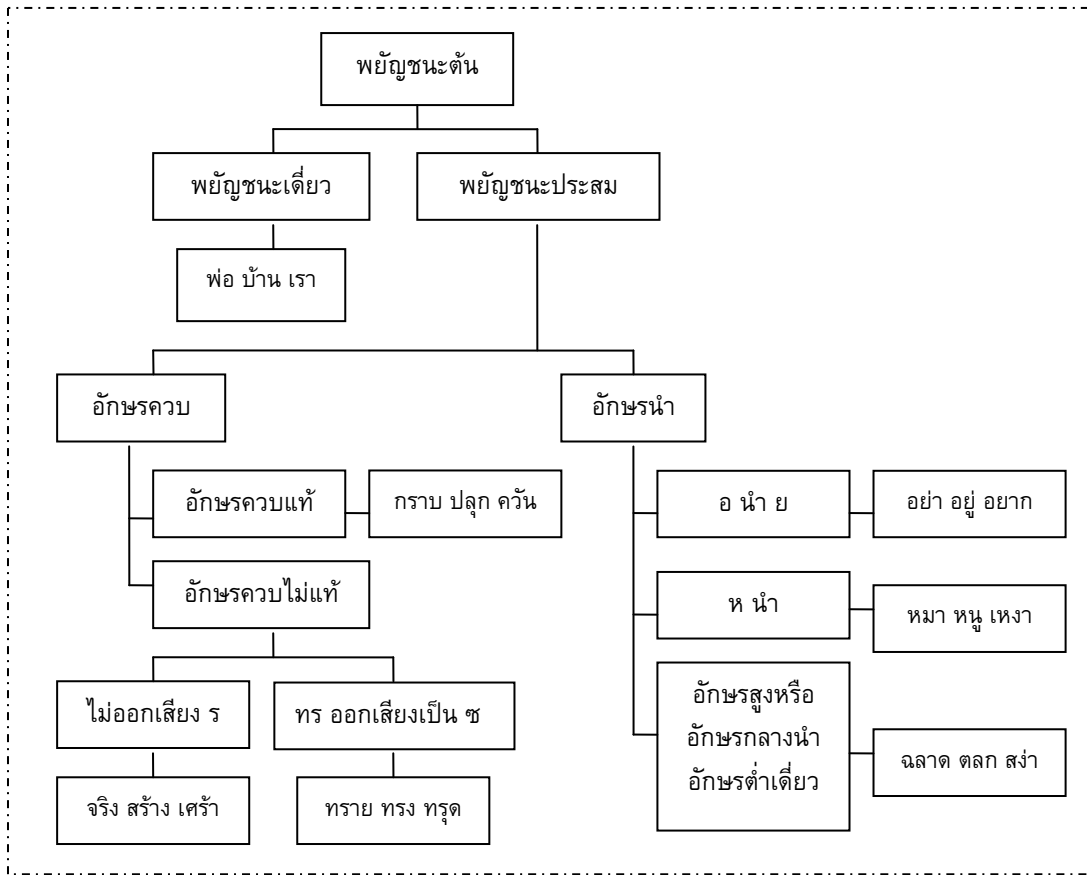 พยัญชนะต้น
พยัญชนะเดี่ยว
พยัญชนะประสม
พ่อ บ้าน เรา
อักษรควบ
อักษรนำ
อักษรควบแท้
กราบ ปลุก ควัน
อ นำ ย
อย่า อยู่ อยาก
อักษรควบไม่แท้
ห นำ
หมา หนู เหงา
ไม่ออกเสียง ร
ทร ออกเสียงเป็น ซ
อักษรสูงหรือ
อักษรกลางนำ
อักษรต่ำเดี่ยว
ฉลาด ตลก สง่า
จริง สร้าง เศร้า
ทราย ทรง ทรุด